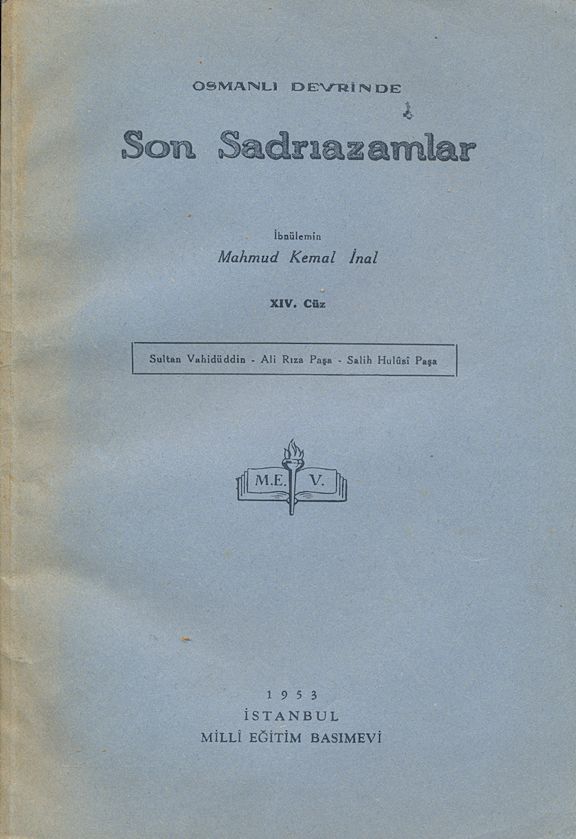 OSMANLI DEVRİNDE
Son Sadrıazamlar
İbnülemin
Mahmud Kemal İnal
XIV. Cüz
Sultan Vahidüddin - Ali Rıza Paşa - Salih Hulûsi Paşa
M.E. V.
1953
İSTANBUL
MİLLÎ EĞİTİM BASIMEVİ